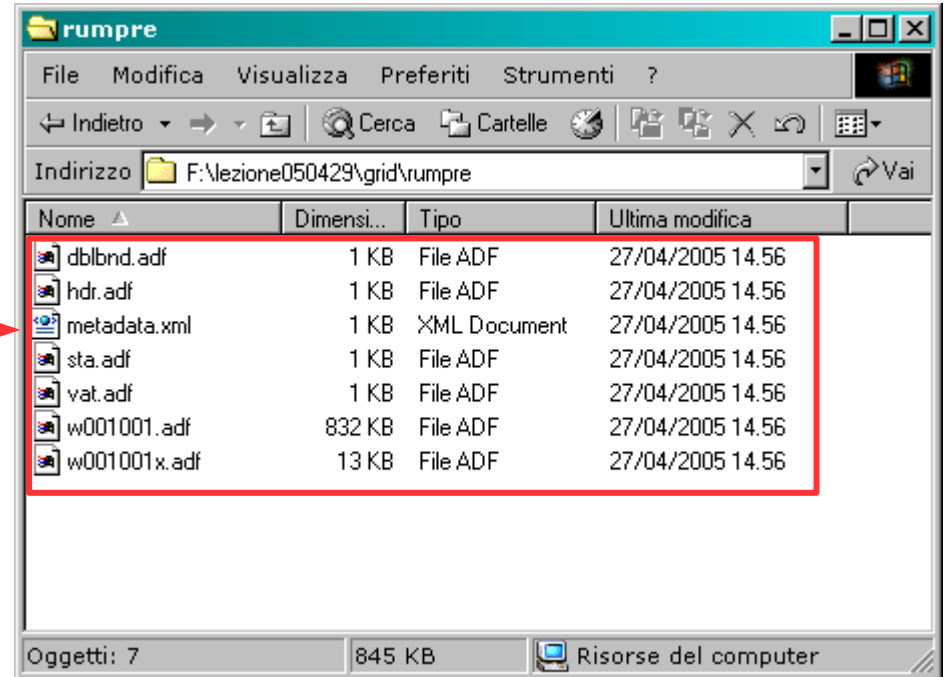 rumpre
File Modifica Visualizza Preferiti Strumenti ?
Indietro Cerca Cartelle
Indirizzo F:\lezione050429\grid\rumpre Vai
Nome Dimensi... Tipo Ultima modifica
dblbnd.adf 1 KB File ADF 27/04/2005 14.56
hdr.adf 1 KB File ADF 27/04/2005 14.56
metadata.xml 1 KB XML Document 27/04/2005 14.56
sta.adf 1 KB File ADF 27/04/2005 14.56
vat.adf 1 KB File ADF 27/04/2005 14.56
w001001.adf 832 KB File ADF 27/04/2005 14.56
w001001x.adf 13 KB File ADF 27/04/2005 14.56
Oggetti: 7 845 KB Risorse del computer